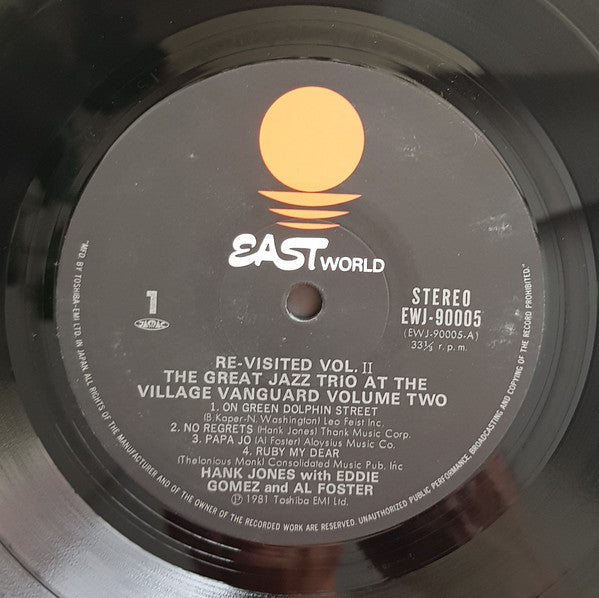 EAST WORLD
1
JASRAC
STEREO
EWJ-90005
(EWJ-90005-A)
33⅓ r.p.m.
RE-VISITED VOL. II
THE GREAT JAZZ TRIO AT THE
VILLAGE VANGUARD VOLUME TWO
1. ON GREEN DOLPHIN STREET
(B.Kaper-N. Washington) Leo Feist Inc.
2. NO REGRETS (Hank Jones) Thank Music Corp.
3. PAPA JO (Al Foster) Aloysius Music Co.
4. RUBY MY DEAR
(Thelonious Monk) Consolidated Music Pub. Inc
HANK JONES with EDDIE
GOMEZ and AL FOSTER
Ⓟ 1981 Toshiba EMI Ltd.
"MF'D. BY TOSHIBA-EMI LTD. IN JAPAN. ALL RIGHTS OF THE MANUFACTURER AND OF THE OWNER OF THE RECORDED WORK ARE RESERVED. UNAUTHORIZED PUBLIC PERFORMANCE, BROADCASTING AND COPYING OF THE RECORD PROHIBITED."